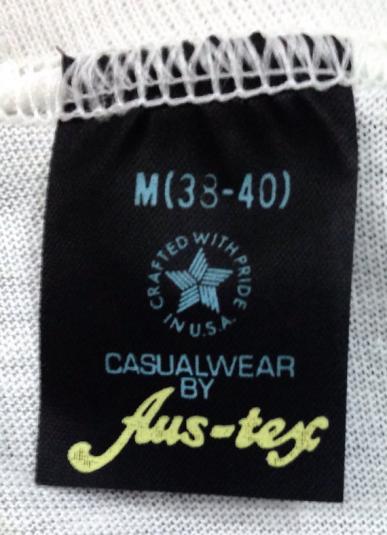 M(38-40)
CRAFTED WITH PRIDE
IN U.S.A.
CASUALWEAR
BY
Aus-tex